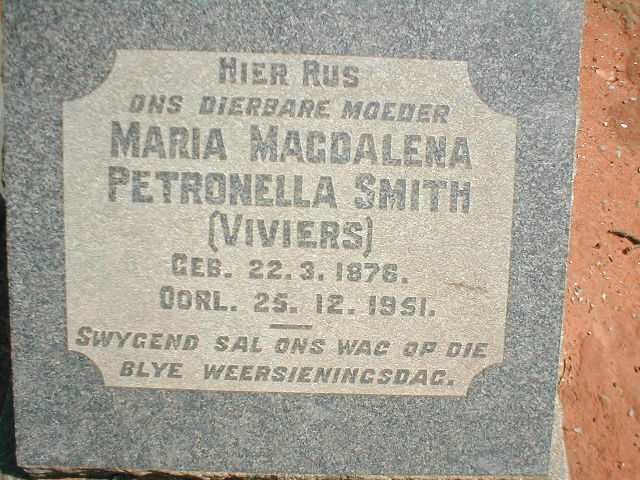 HIER RUS
ONS DIERBARE MOEDER
MARIA MAGDALENA
PETRONELLA SMITH
(VIVIERS)
GEB. 22.3.1876.
OORL. 25.12.1951.
SWYGEND SAL ONS WAG OP DIE
BLYE WEERSIENINGSDAG.